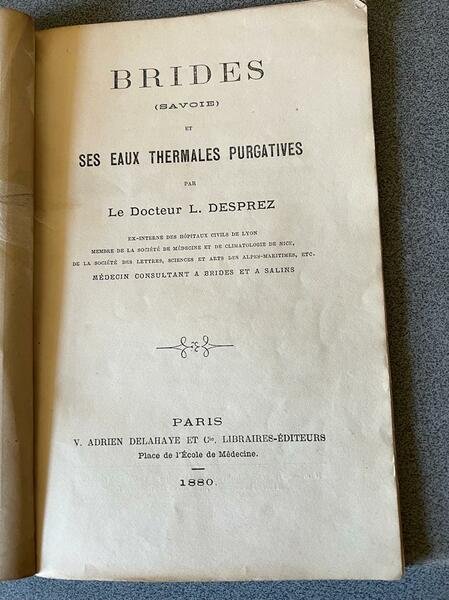 BRIDES
(SAVOIE)
ET
SES EAUX THERMALES PURGATIVES
PAR
Le Docteur L. DESPREZ
EX-INTERNE DES HÔPITAUX CIVILS DE LYON
MEMBRE DE LA SOCIÉTÉ DE MÉDECINE ET DE CLIMATOLOGIE DE NICE,
DE LA SOCIÉTÉ DES LETTRES, SCIENCES ET ARTS DES ALPES-MARITIMES, ETC.
MÉDECIN CONSULTANT A BRIDES ET A SALINS
PARIS
V. ADRIEN DELAHAYE ET Cie, LIBRAIRES-ÉDITEURS
Place de l'École de Médecine.
1880.